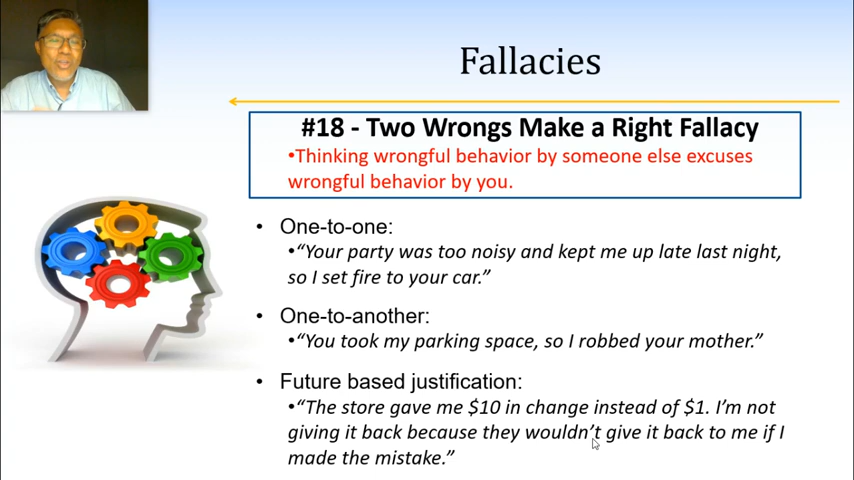 Fallacies
#18 - Two Wrongs Make a Right Fallacy
•Thinking wrongful behavior by someone else excuses
wrongful behavior by you.
• One-to-one:
•“Your party was too noisy and kept me up late last night,
so I set fire to your car.”
• One-to-another:
•“You took my parking space, so I robbed your mother.”
• Future based justification:
•“The store gave me $10 in change instead of $1. I’m not
giving it back because they wouldn’t give it back to me if I
made the mistake.”